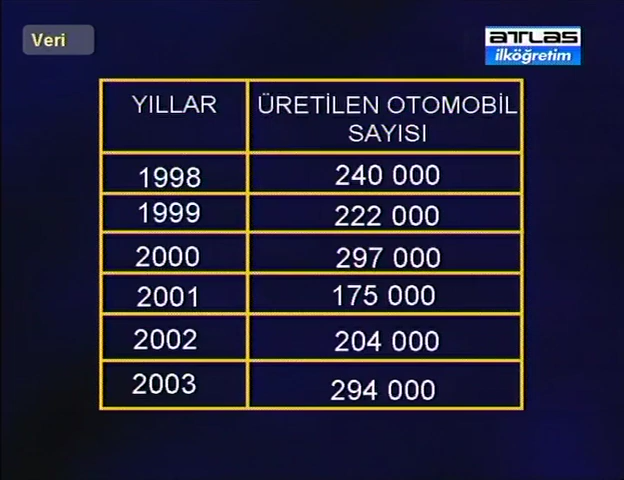 Veri
ATLAS
ilköğretim
YILLAR ÜRETİLEN OTOMOBİL
SAYISI
1998 240 000
1999 222 000
2000 297 000
2001 175 000
2002 204 000
2003 294 000